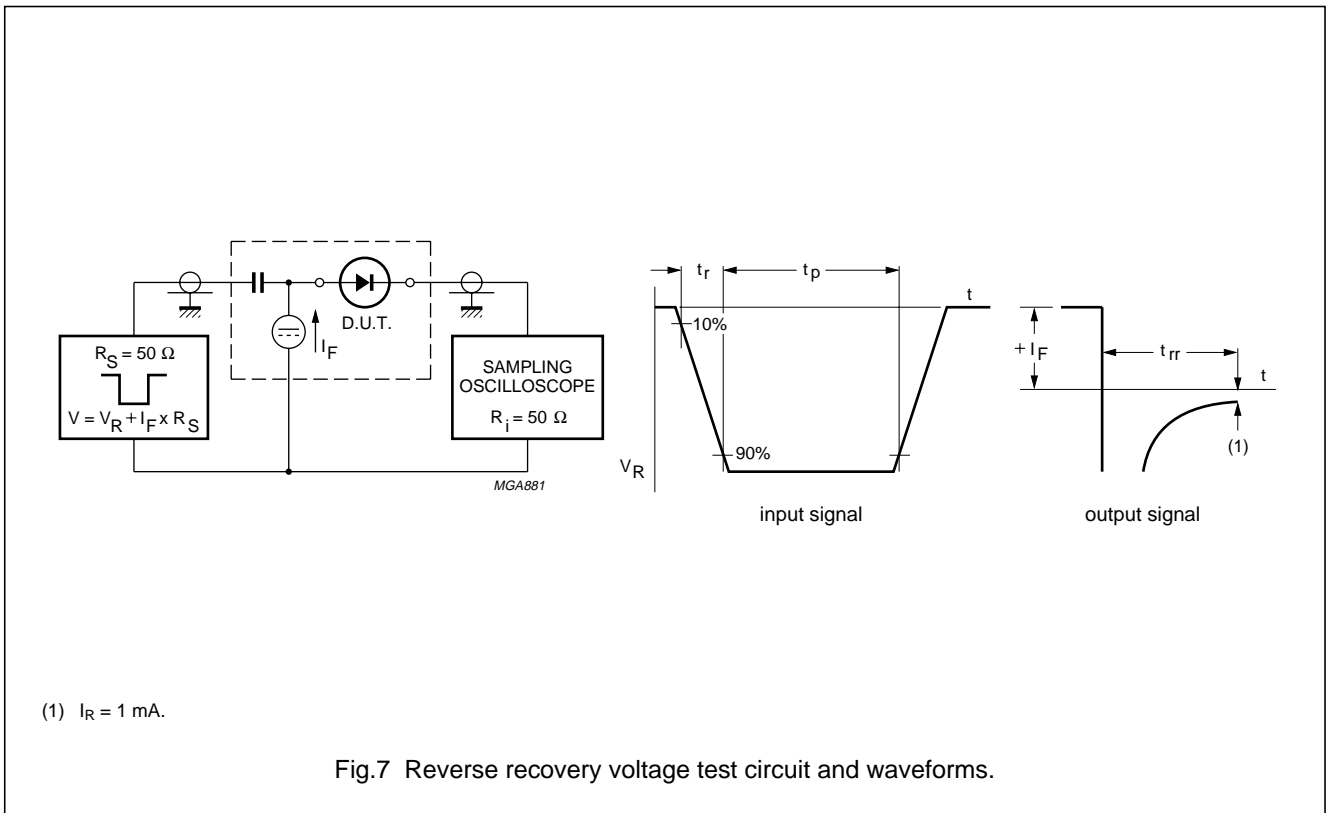 R_S = 50 Ω
V = V_R + I_F x R_S
I_F
D.U.T.
SAMPLING
OSCILLOSCOPE
R_i = 50 Ω
MGA881
t_r
t_p
t
10%
90%
V_R
input signal
+ I_F
t_rr
t
(1)
output signal
(1) I_R = 1 mA.
Fig.7 Reverse recovery voltage test circuit and waveforms.